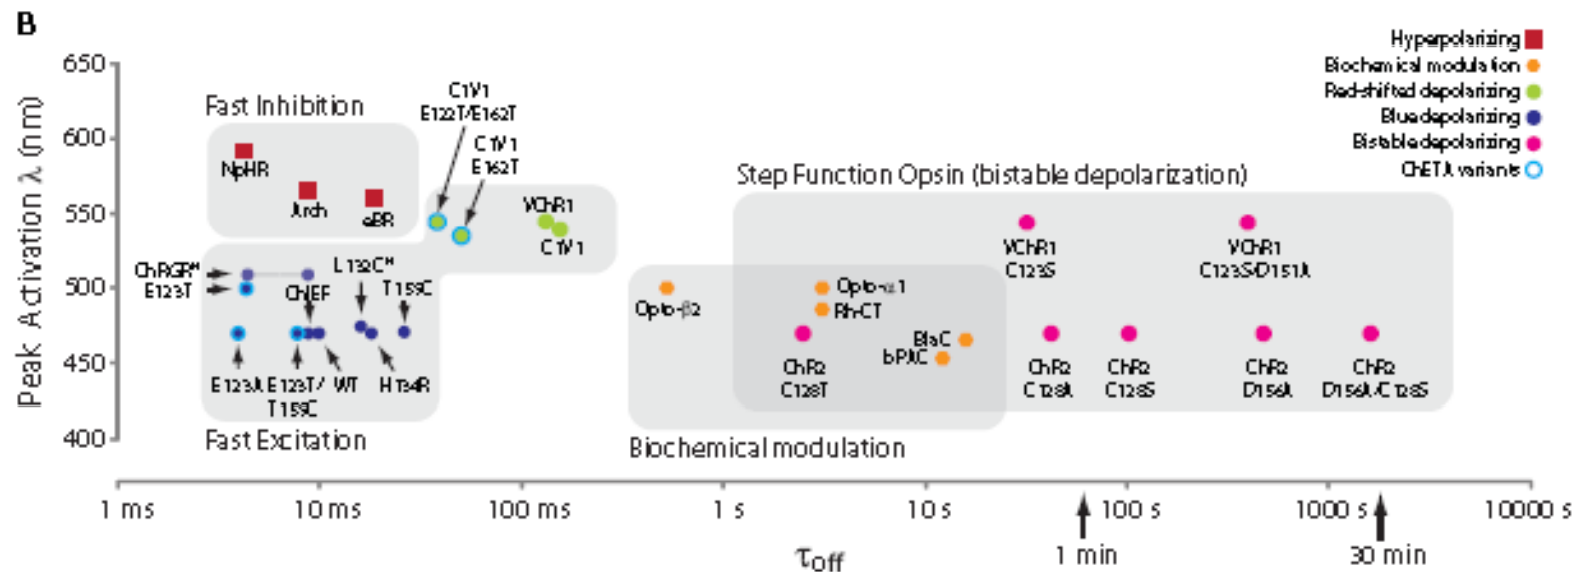 B
Hyperpolarizing
Biochemical modulation
Red-shifted depolarizing
Blue depolarizing
Bistable depolarizing
ChETA variants
Peak Activation λ (nm)
650
600
550
500
450
400
Fast Inhibition
NpHR
Arch
eBR
C1V1
E122T/E162T
C1V1
E162T
VChR1
C1V1
ChRGR*
E123T
ChIEF
L132C*
T159C
E123A
E123T/
T159C
WT
H134R
Fast Excitation
Step Function Opsin (bistable depolarization)
Opto-β2
Opto-α1
Rh-CT
BlaC
bPAC
ChR2
C128T
VChR1
C123S
VChR1
C123S/D151A
ChR2
C128A
ChR2
C128S
ChR2
D156A
ChR2
D156A/C128S
Biochemical modulation
1 ms
10 ms
100 ms
1 s
10 s
100 s
1000 s
10000 s
1 min
30 min
τoff